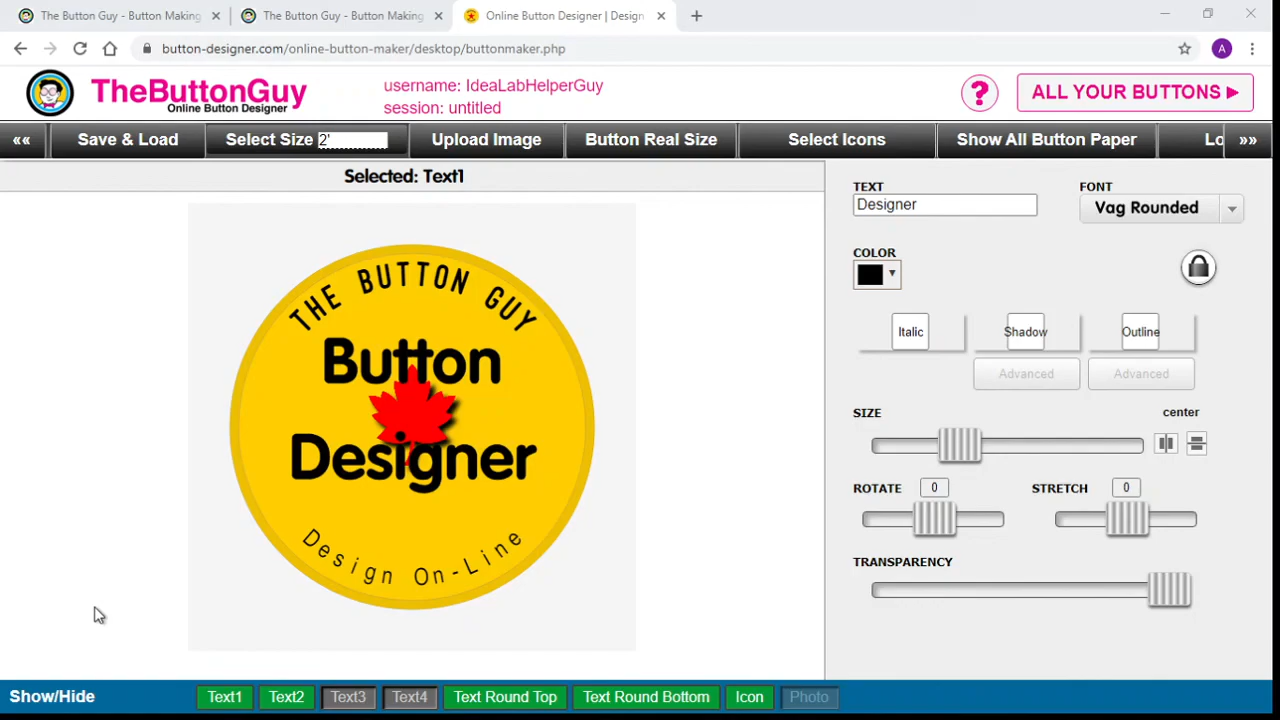 The Button Guy - Button Making
The Button Guy - Button Making
Online Button Designer | Design
button-designer.com/online-button-maker/desktop/buttonmaker.php
A
TheButtonGuy
Online Button Designer
username: IdeaLabHelperGuy
session: untitled
?
ALL YOUR BUTTONS
««
Save & Load
Select Size 2'
Upload Image
Button Real Size
Select Icons
Show All Button Paper
Lo
»»
Selected: Text1
THE BUTTON GUY
Button
Designer
Design On-Line
TEXT
Designer
FONT
Vag Rounded
COLOR
Italic
Shadow
Outline
Advanced
Advanced
SIZE
center
ROTATE 0
STRETCH 0
TRANSPARENCY
Show/Hide
Text1
Text2
Text3
Text4
Text Round Top
Text Round Bottom
Icon
Photo